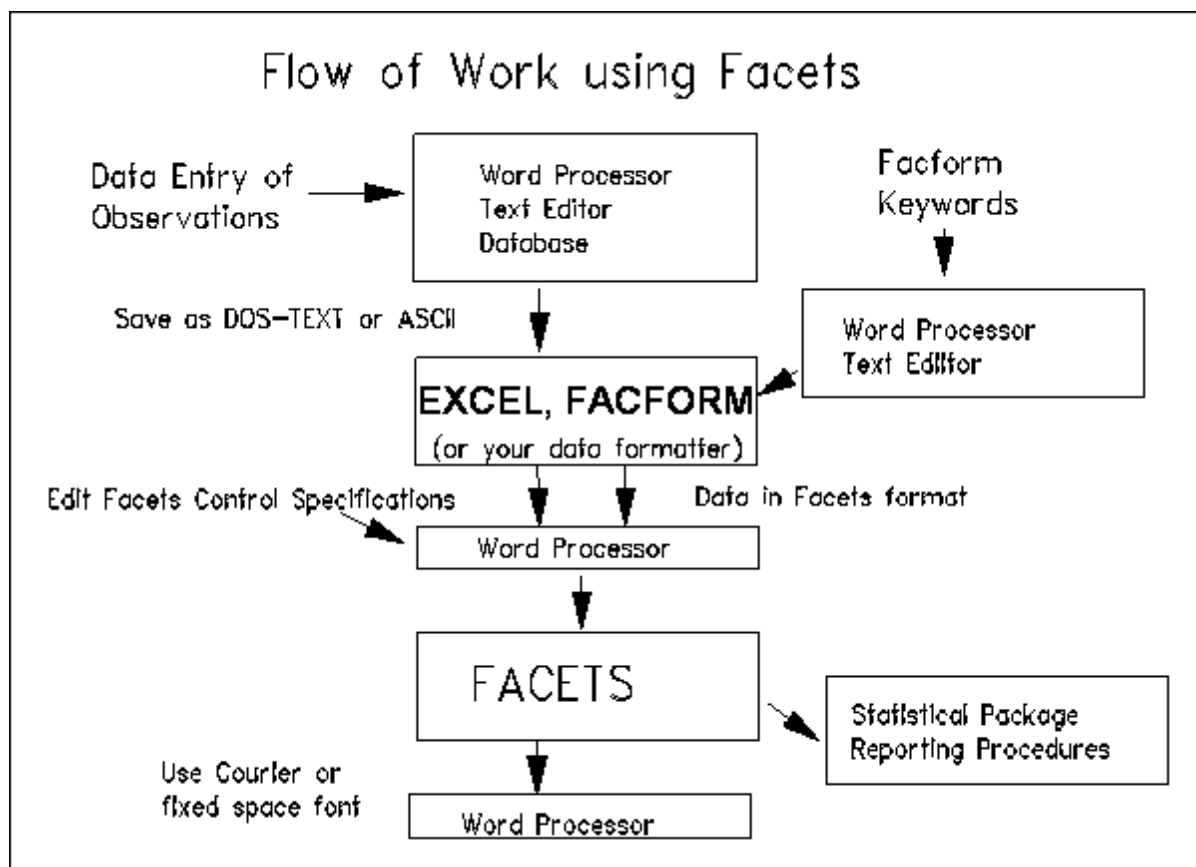 Flow of Work using Facets
Data Entry of
Observations
Word Processor
Text Editor
Database
Facform
Keywords
Save as DOS-TEXT or ASCII
Word Processor
Text Ediitor
EXCEL, FACFORM
(or your data formatter)
Edit Facets Control Specifications
Data in Facets format
Word Processor
FACETS
Statistical Package
Reporting Procedures
Use Courier or
fixed space font
Word Processor